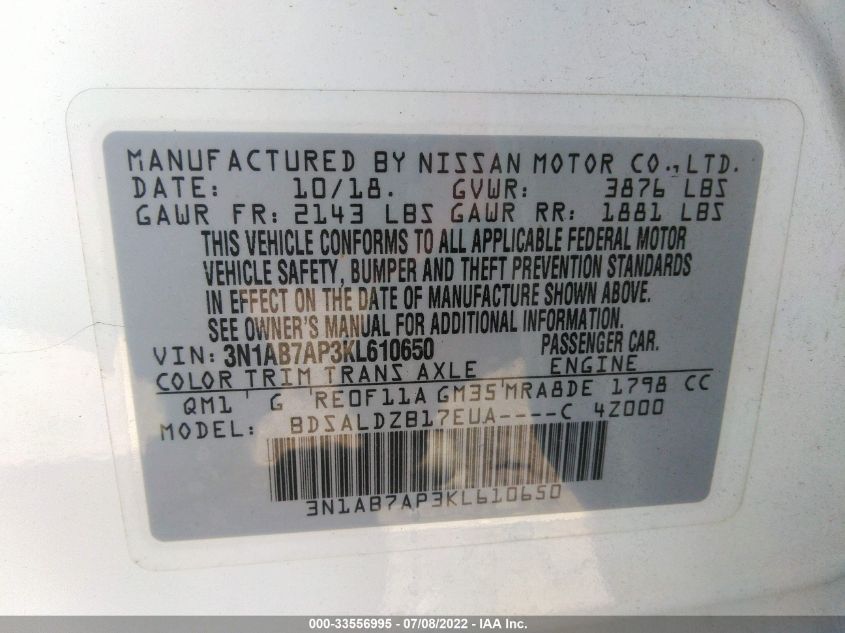 MANUFACTURED BY NISSAN MOTOR CO.,LTD.
DATE: 10/18. GVWR: 3876 LBS
GAWR FR: 2143 LBS GAWR RR: 1881 LBS
THIS VEHICLE CONFORMS TO ALL APPLICABLE FEDERAL MOTOR
VEHICLE SAFETY, BUMPER AND THEFT PREVENTION STANDARDS
IN EFFECT ON THE DATE OF MANUFACTURE SHOWN ABOVE.
SEE OWNER'S MANUAL FOR ADDITIONAL INFORMATION.
VIN: 3N1AB7AP3KL610650 PASSENGER CAR.
COLOR TRIM TRANS AXLE ENGINE
QM1 ' G ' RE0F11A GM35 ' MRA8DE 1798 CC
MODEL: BDSALDZB17EUA----C 4Z000
3N1AB7AP3KL610650
000-33556995 - 07/08/2022 - IAA Inc.